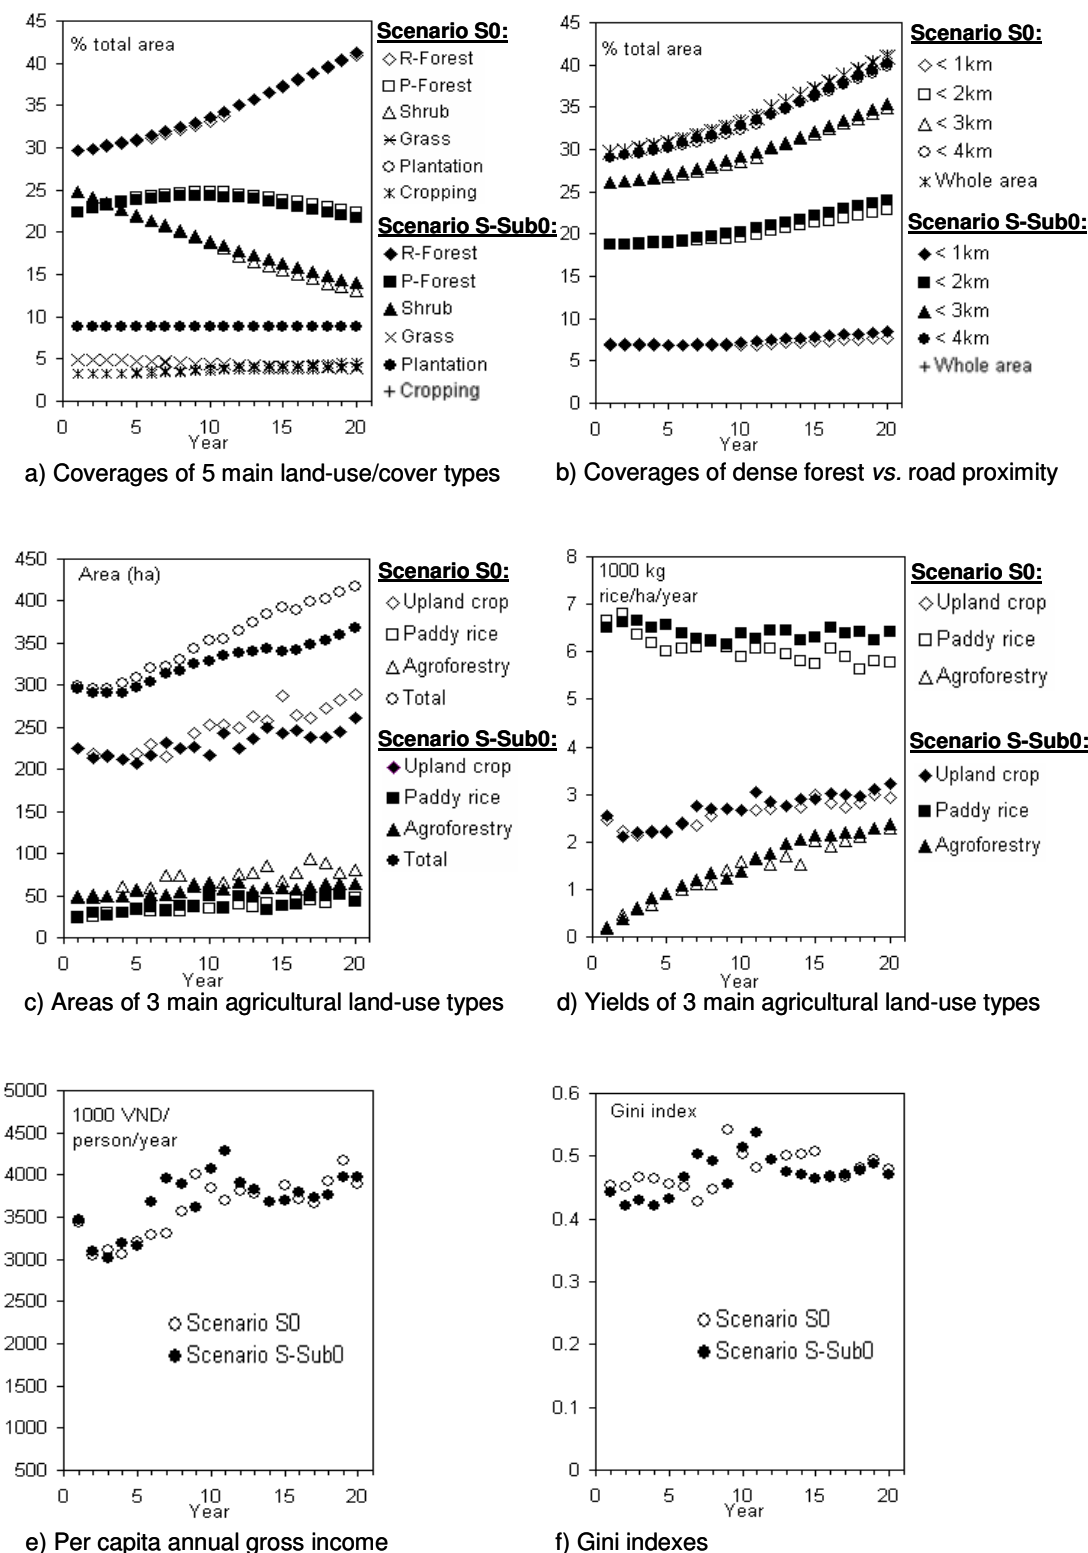 45
40
35
30
25
20
15
10
5
0
% total area
0 5 10 15 20
Year
Scenario S0:
R-Forest
P-Forest
Shrub
Grass
Plantation
Cropping
Scenario S-Sub0:
R-Forest
P-Forest
Shrub
Grass
Plantation
Cropping
a) Coverages of 5 main land-use/cover types
45
40
35
30
25
20
15
10
5
0
% total area
0 5 10 15 20
Year
Scenario S0:
< 1km
< 2km
< 3km
< 4km
Whole area
Scenario S-Sub0:
< 1km
< 2km
< 3km
< 4km
Whole area
b) Coverages of dense forest vs. road proximity
450
400
350
300
250
200
150
100
50
0
Area (ha)
0 5 10 15 20
Year
Scenario S0:
Upland crop
Paddy rice
Agroforestry
Total
Scenario S-Sub0:
Upland crop
Paddy rice
Agroforestry
Total
c) Areas of 3 main agricultural land-use types
8
7
6
5
4
3
2
1
0
1000 kg
rice/ha/year
0 5 10 15 20
Year
Scenario S0:
Upland crop
Paddy rice
Agroforestry
Scenario S-Sub0:
Upland crop
Paddy rice
Agroforestry
d) Yields of 3 main agricultural land-use types
5000
4500
4000
3500
3000
2500
2000
1500
1000
500
1000 VND/
person/year
Scenario S0
Scenario S-Sub0
0 5 10 15 20
Year
e) Per capita annual gross income
0.6
0.5
0.4
0.3
0.2
0.1
0
Gini index
Scenario S0
Scenario S-Sub0
0 5 10 15 20
Year
f) Gini indexes